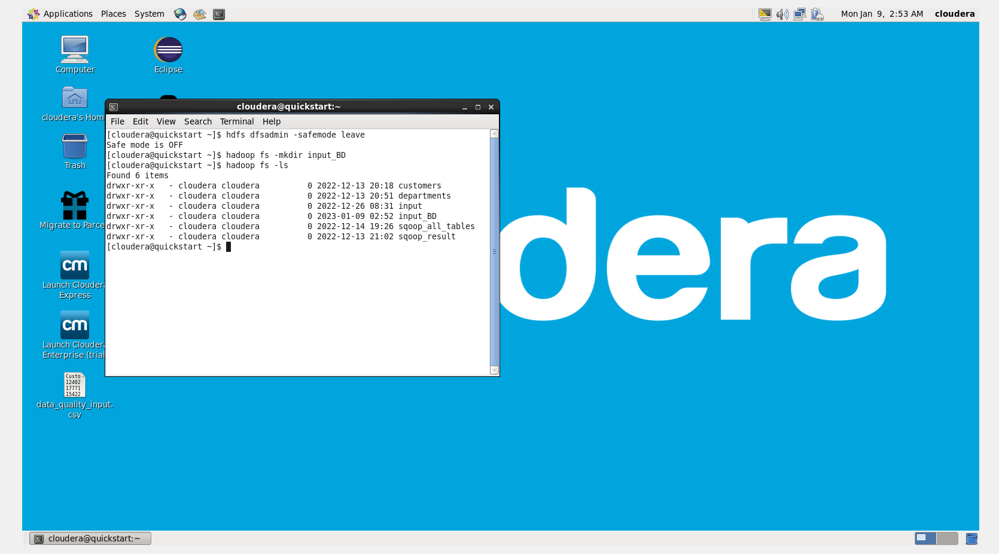 Applications Places System
Mon Jan 9, 2:53 AM cloudera
Computer
Eclipse
cloudera's Hom
Trash
Migrate to Parce
cm
Launch Cloudera
Express
cm
Launch Cloudera
Enterprise (trial
Custo
12402
17771
15422
data_quality_input.
csv
cloudera@quickstart:~
File Edit View Search Terminal Help
[cloudera@quickstart ~]$ hdfs dfsadmin -safemode leave
Safe mode is OFF
[cloudera@quickstart ~]$ hadoop fs -mkdir input_BD
[cloudera@quickstart ~]$ hadoop fs -ls
Found 6 items
drwxr-xr-x   - cloudera cloudera          0 2022-12-13 20:18 customers
drwxr-xr-x   - cloudera cloudera          0 2022-12-13 20:51 departments
drwxr-xr-x   - cloudera cloudera          0 2022-12-26 08:31 input
drwxr-xr-x   - cloudera cloudera          0 2023-01-09 02:52 input_BD
drwxr-xr-x   - cloudera cloudera          0 2022-12-14 19:26 sqoop_all_tables
drwxr-xr-x   - cloudera cloudera          0 2022-12-13 21:02 sqoop_result
[cloudera@quickstart ~]$
dera
cloudera@quickstart:~